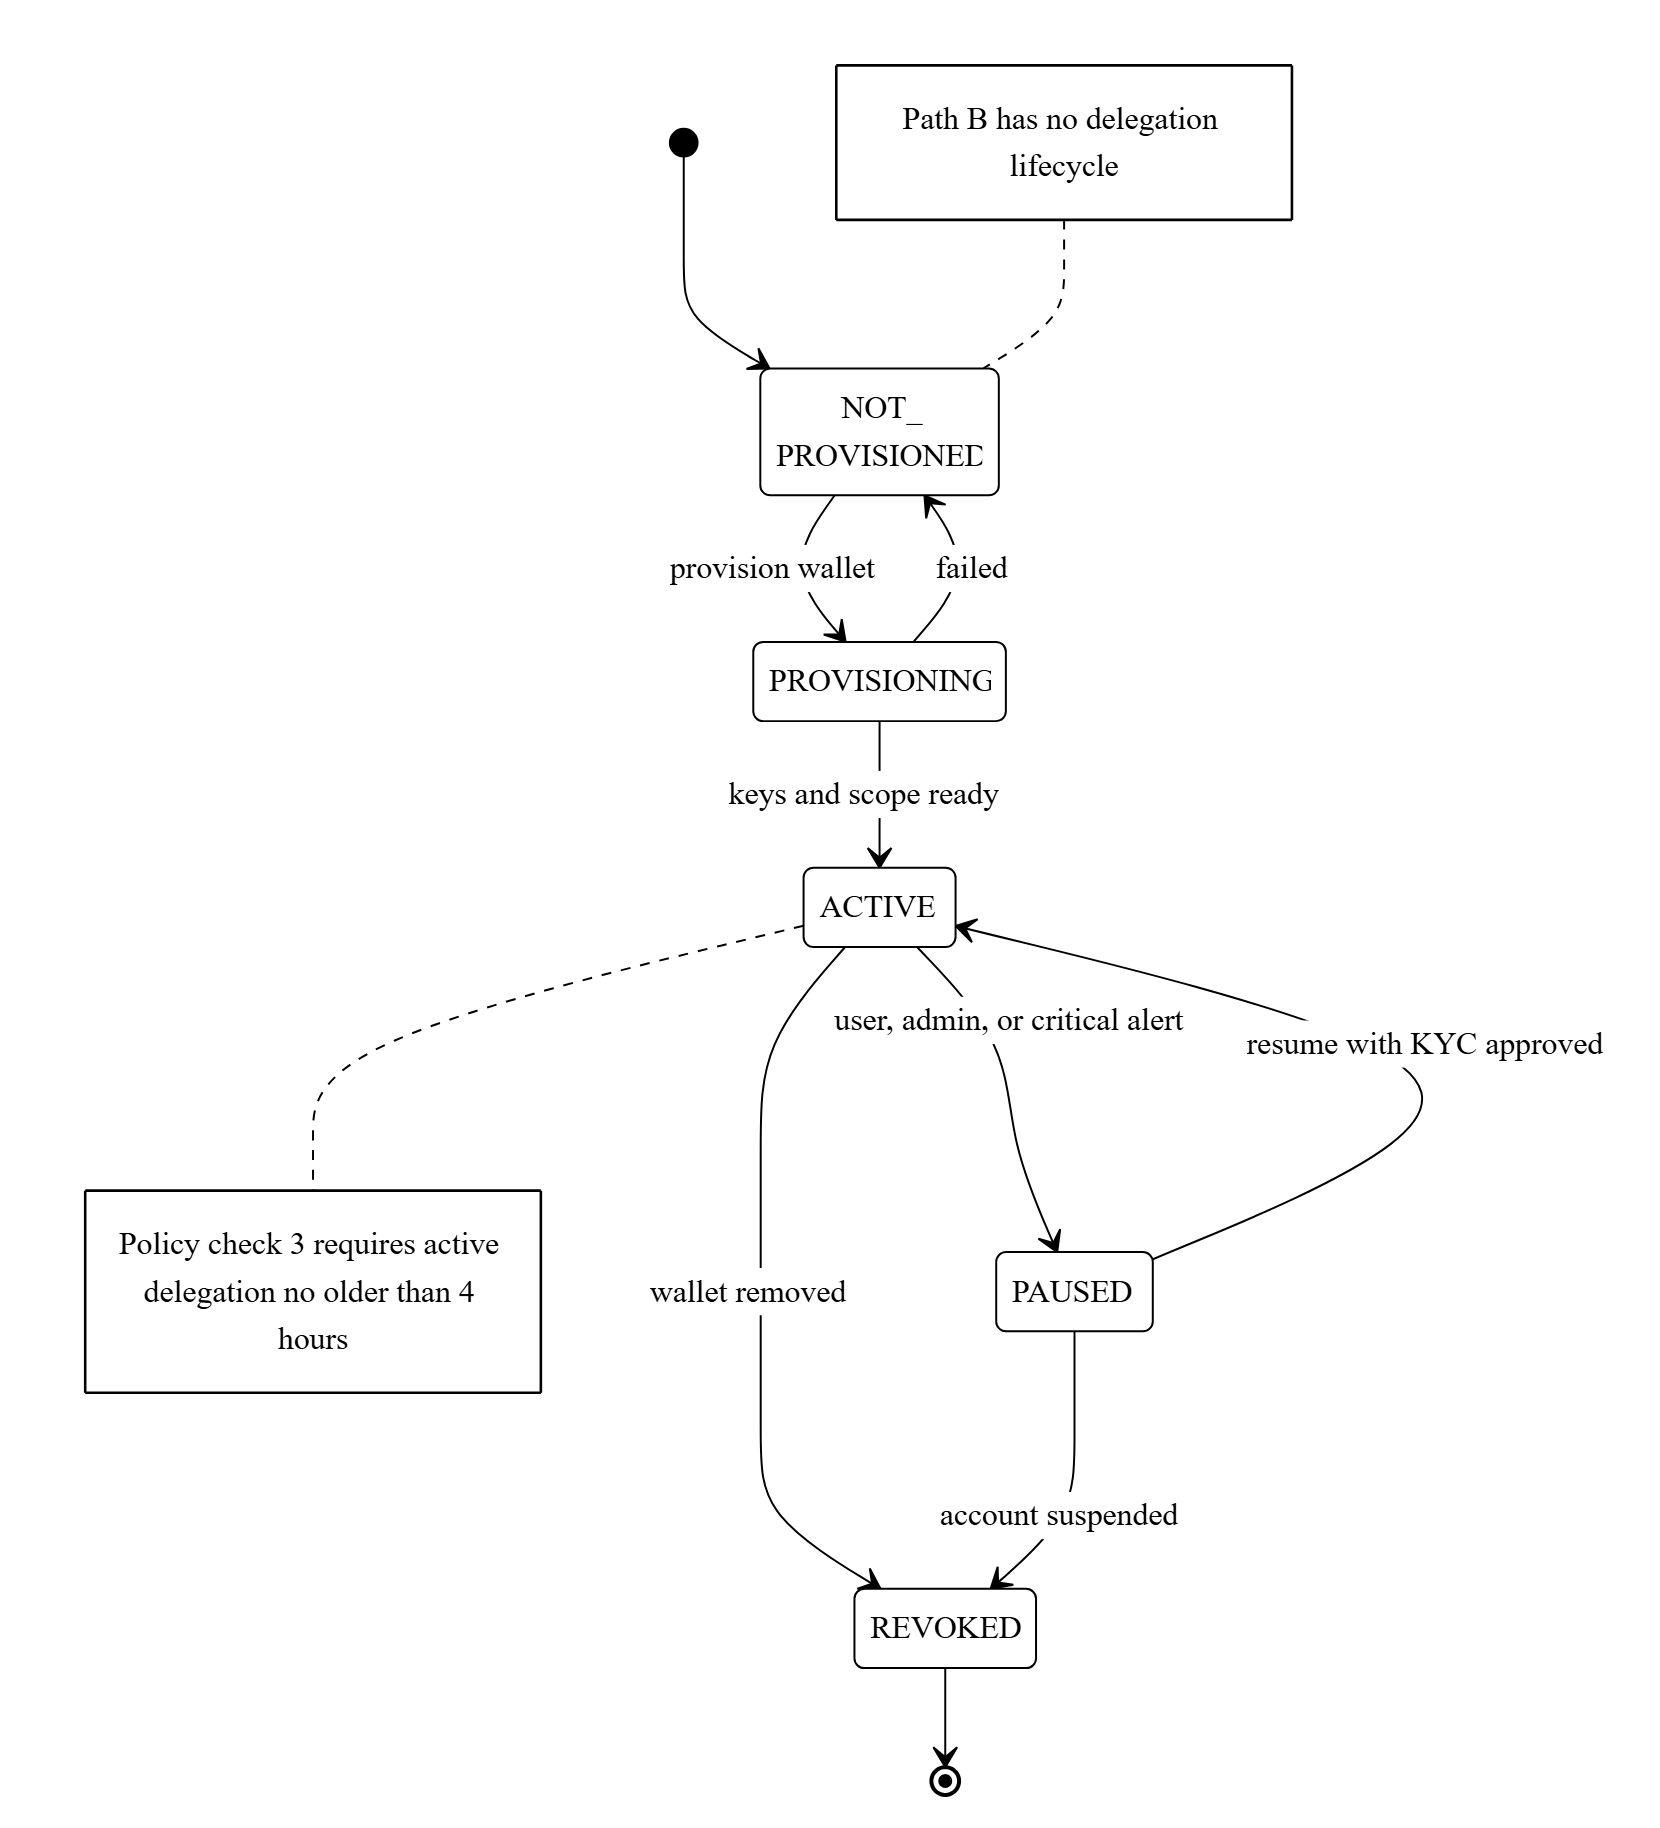 Path B has no delegation
lifecycle
NOT_
PROVISIONED
provision wallet
failed
PROVISIONING
keys and scope ready
ACTIVE
user, admin, or critical alert
resume with KYC approved
Policy check 3 requires active
delegation no older than 4
hours
wallet removed
PAUSED
account suspended
REVOKED